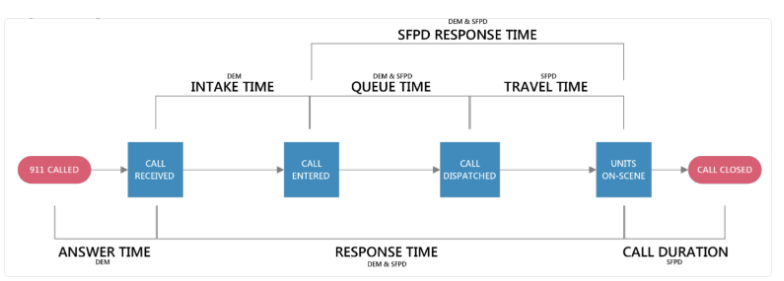 DEM & SFPD
SFPD RESPONSE TIME
DEM
INTAKE TIME
DEM & SFPD
QUEUE TIME
SFPD
TRAVEL TIME
911 CALLED
CALL
RECEIVED
CALL
ENTERED
CALL
DISPATCHED
UNITS
ON-SCENE
CALL CLOSED
ANSWER TIME
DEM
RESPONSE TIME
DEM & SFPD
CALL DURATION
SFPD